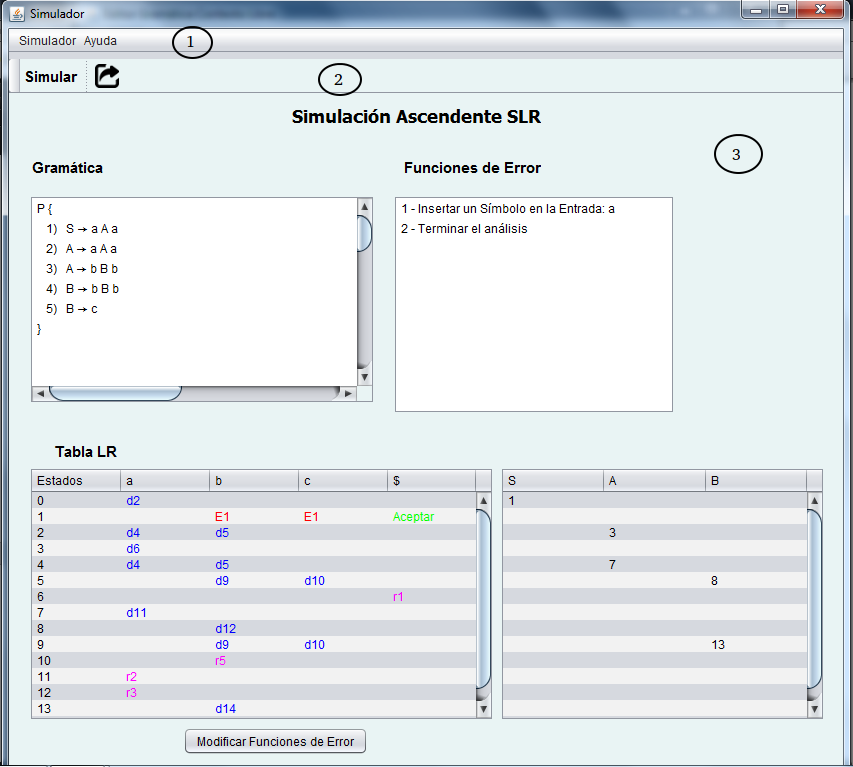 Simulador
Simulador Ayuda
1
Simular
2
Simulación Ascendente SLR
3
Gramática
Funciones de Error
P {
1) S → a A a
2) A → a A a
3) A → b B b
4) B → b B b
5) B → c
}
1 - Insertar un Símbolo en la Entrada: a
2 - Terminar el análisis
Tabla LR
Estados a b c $ S A B
0 d2 1
1 E1 E1 Aceptar
2 d4 d5 3
3 d6
4 d4 d5 7
5 d9 d10 8
6 r1
7 d11
8 d12
9 d9 d10 13
10 r5
11 r2
12 r3
13 d14
Modificar Funciones de Error